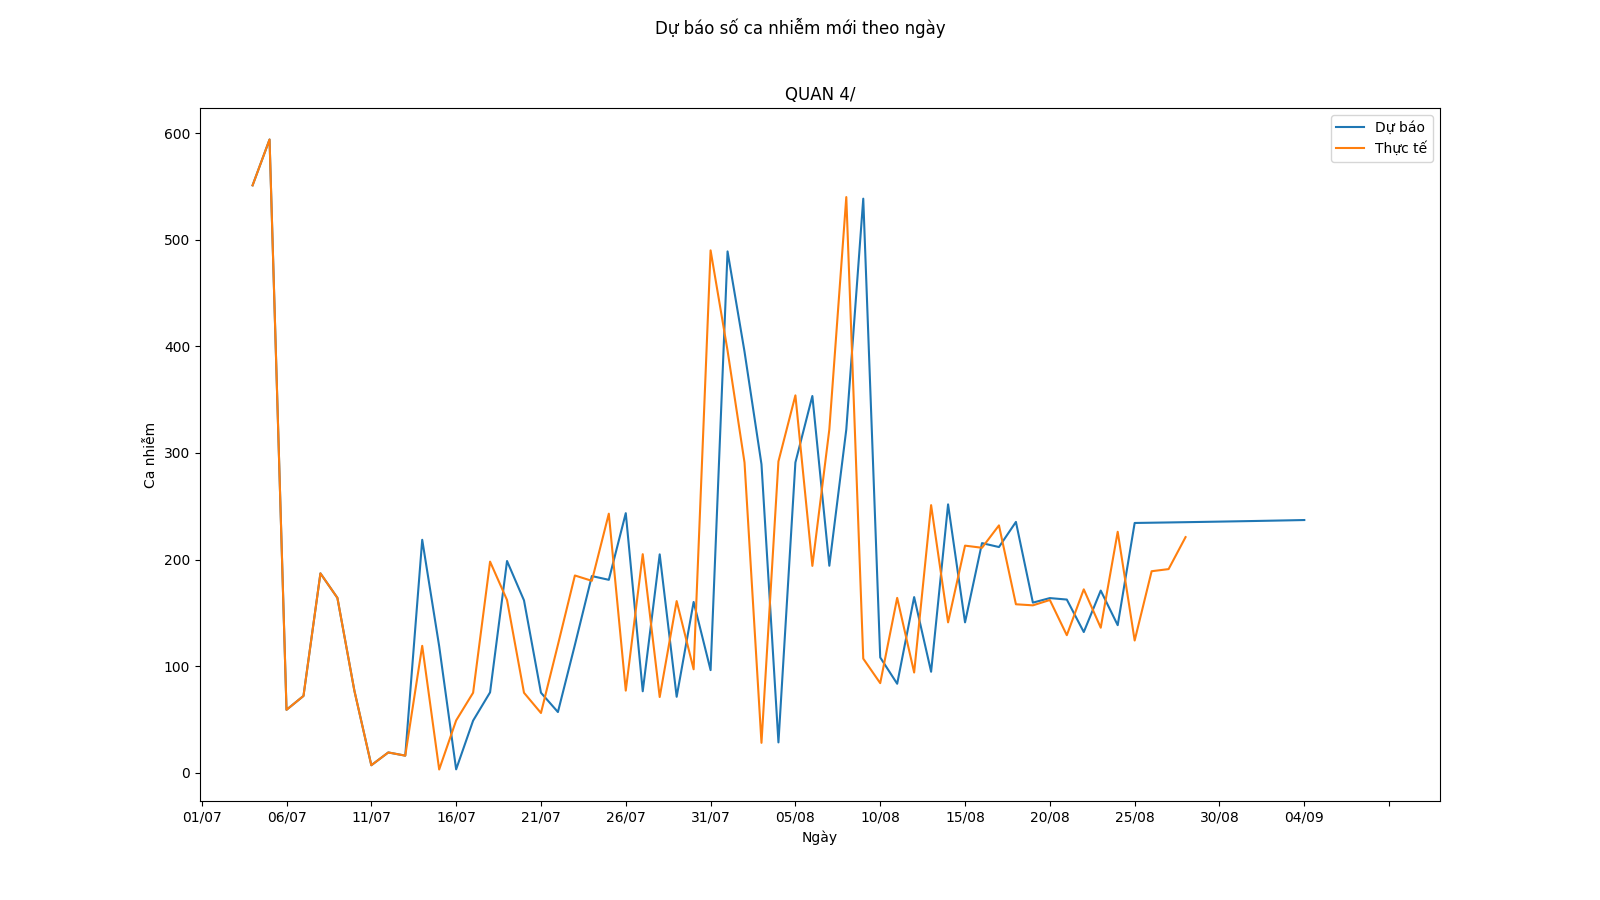 Dự báo số ca nhiễm mới theo ngày
QUAN 4/
Dự báo
Thực tế
Ca nhiễm
600
500
400
300
200
100
0
01/07 06/07 11/07 16/07 21/07 26/07 31/07 05/08 10/08 15/08 20/08 25/08 30/08 04/09
Ngày